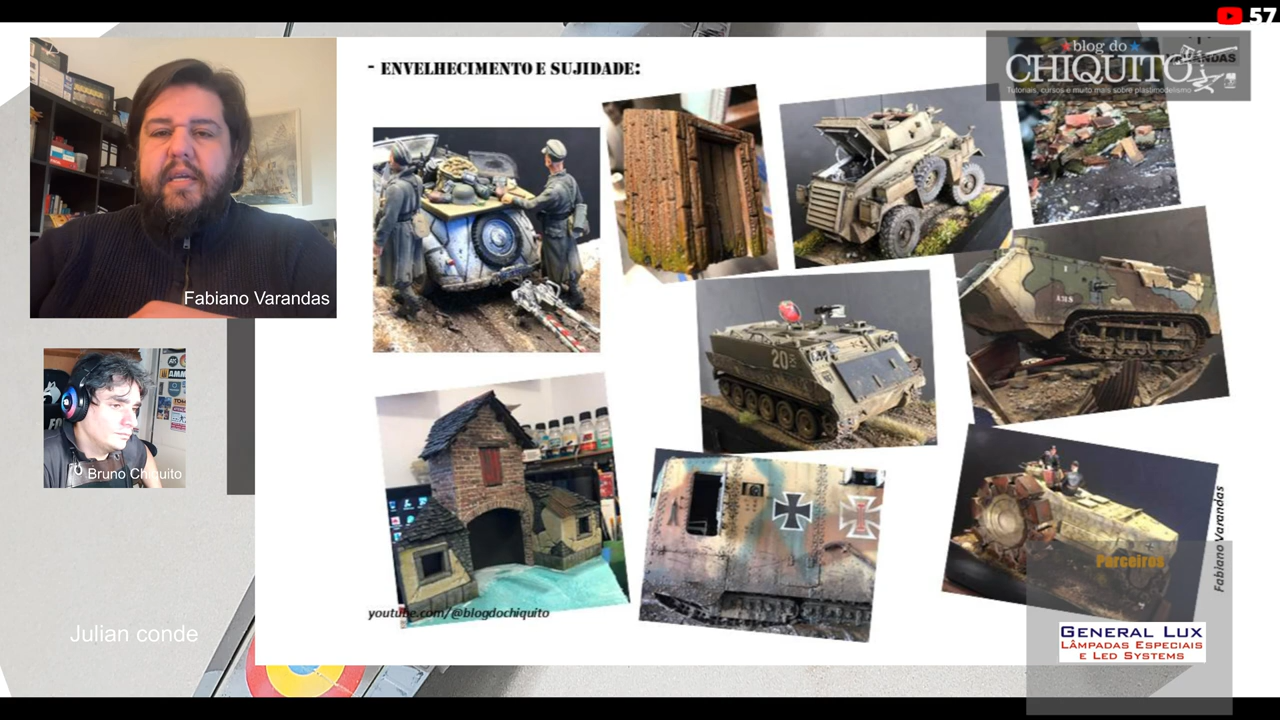 57
- ENVELHECIMENTO E SUJIDADE:
blog do
CHIQUITO
Tutoriais, cursos e muito mais sobre plastimodelismo
Fabiano Varandas
Bruno Chiquito
Julian conde
20
youtube.com/@blogdochiquito
Fabiano Varandas
Parceiros
GENERAL LUX
LÂMPADAS ESPECIAIS
E LED SYSTEMS